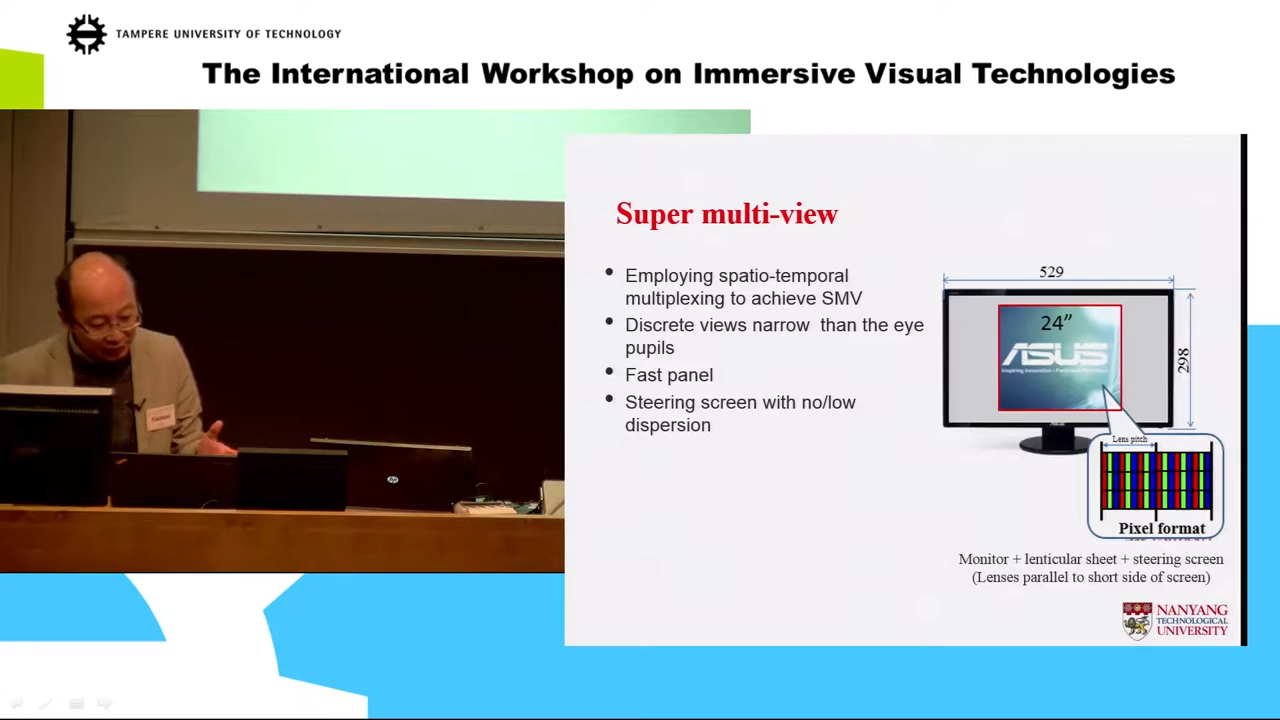 TAMPERE UNIVERSITY OF TECHNOLOGY
The International Workshop on Immersive Visual Technologies
Super multi-view
• Employing spatio-temporal
multiplexing to achieve SMV
• Discrete views narrow than the eye
pupils
• Fast panel
• Steering screen with no/low
dispersion
529
24”
ASUS
298
Lens pitch
Pixel format
Monitor + lenticular sheet + steering screen
(Lenses parallel to short side of screen)
NANYANG
TECHNOLOGICAL
UNIVERSITY
hp